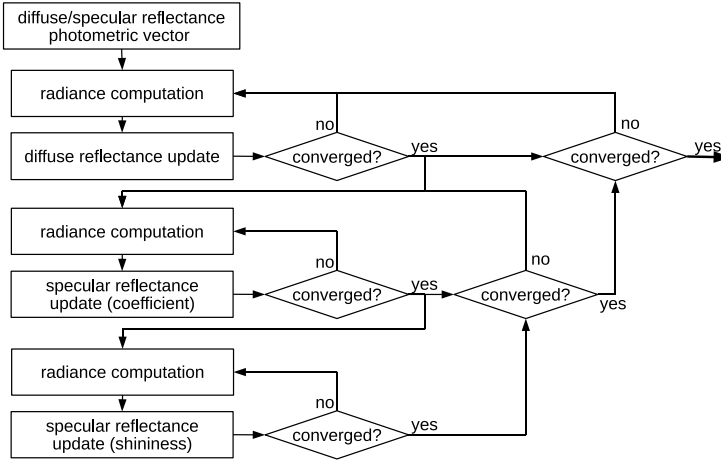 diffuse/specular reflectance
photometric vector
radiance computation
no
no
diffuse reflectance update
converged?
yes
converged?
yes
radiance computation
no
no
specular reflectance
update (coefficient)
converged?
yes
converged?
yes
radiance computation
no
specular reflectance
update (shininess)
converged?
yes